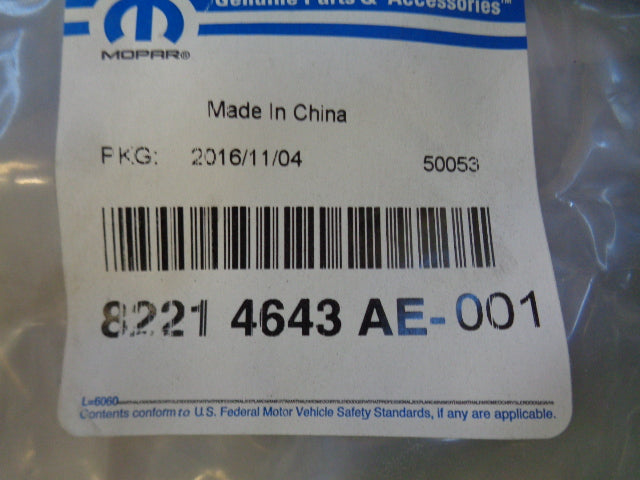 Genuine Parts & Accessories™
MOPAR®
Made In China
PKG: 2016/11/04 50053
8221 4643 AE-001
L=6060
Contents conform to U.S. Federal Motor Vehicle Safety Standards, if any are applicable.